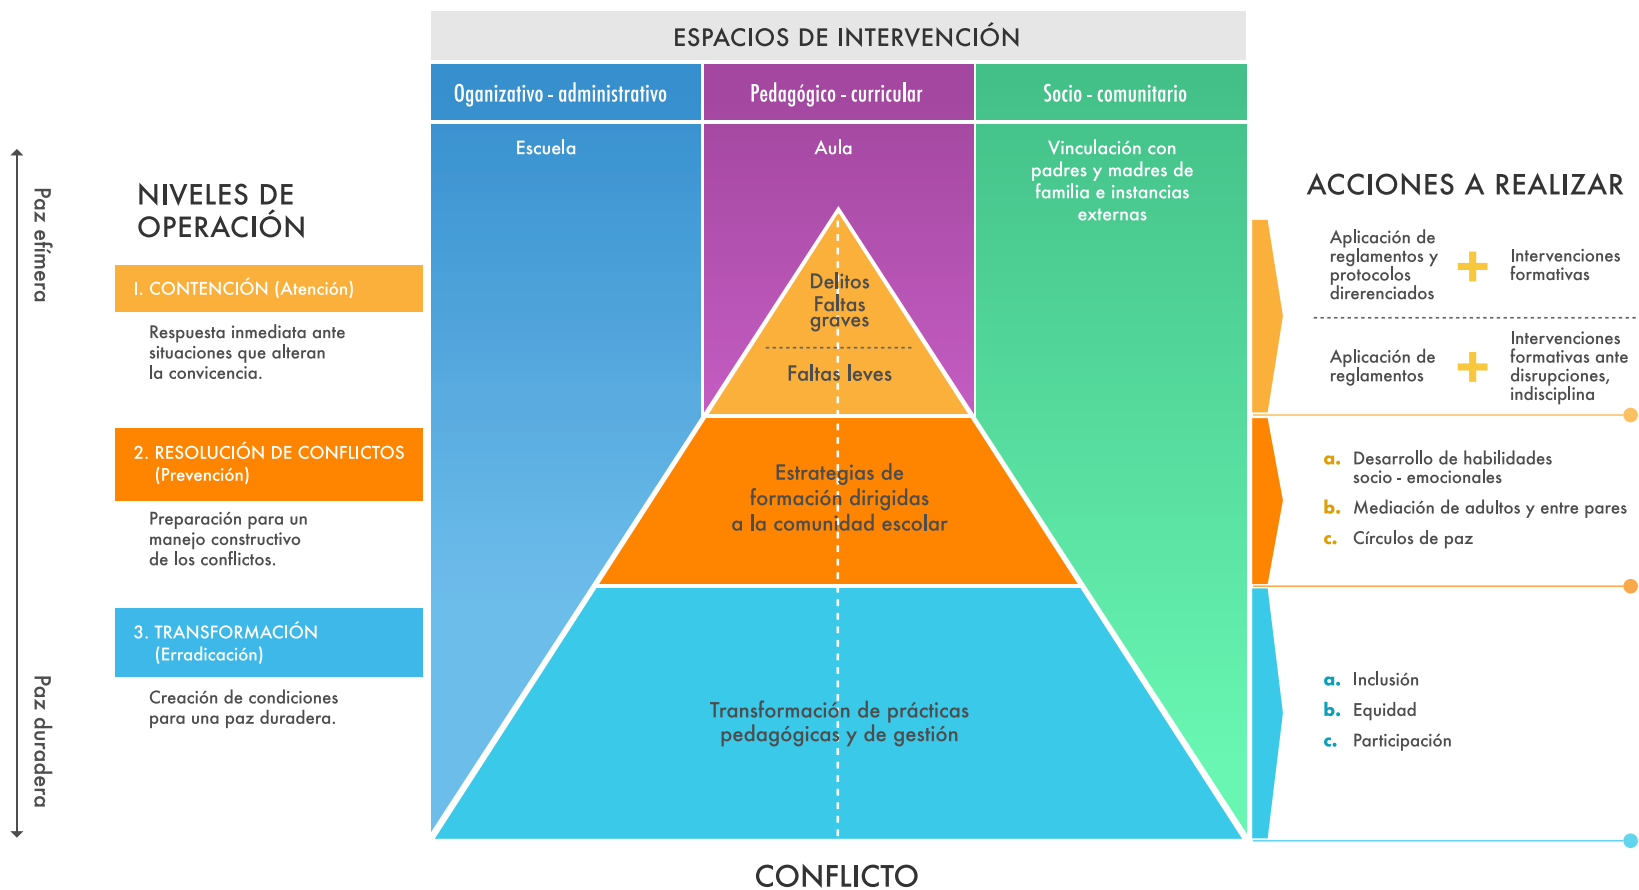 ESPACIOS DE INTERVENCIÓN
Oganizativo - administrativo
Pedagógico - curricular
Socio - comunitario
Escuela
Aula
Vinculación con
padres y madres de
familia e instancias
externas
Paz efímera
Paz duradera
NIVELES DE
OPERACIÓN
1. CONTENCIÓN (Atención)
Respuesta inmediata ante
situaciones que alteran
la convicencia.
2. RESOLUCIÓN DE CONFLICTOS
(Prevención)
Preparación para un
manejo constructivo
de los conflictos.
3. TRANSFORMACIÓN
(Erradicación)
Creación de condiciones
para una paz duradera.
Delitos
Faltas
graves
Faltas leves
Estrategias de
formación dirigidas
a la comunidad escolar
Transformación de prácticas
pedagógicas y de gestión
CONFLICTO
ACCIONES A REALIZAR
Aplicación de
reglamentos y
protocolos
direrenciados
+
Intervenciones
formativas
Aplicación de
reglamentos
+
Intervenciones
formativas ante
disrupciones,
indisciplina
a. Desarrollo de habilidades
socio - emocionales
b. Mediación de adultos y entre pares
c. Círculos de paz
a. Inclusión
b. Equidad
c. Participación